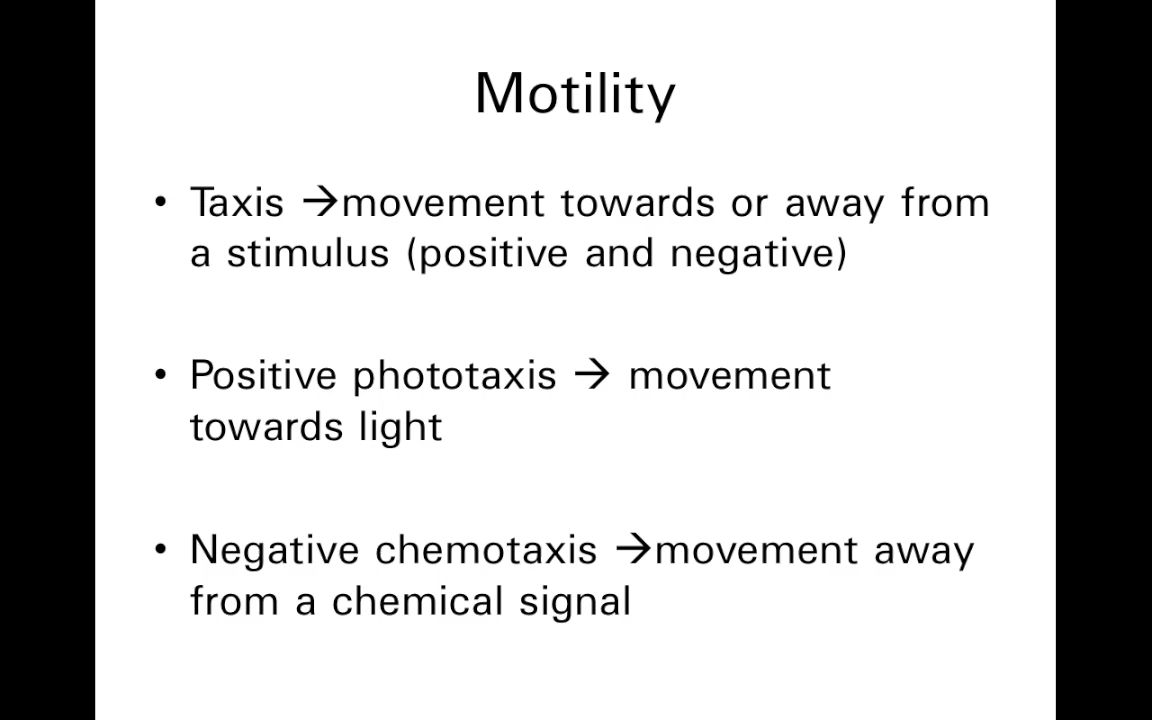 Motility
• Taxis →movement towards or away from
a stimulus (positive and negative)
• Positive phototaxis → movement
towards light
• Negative chemotaxis →movement away
from a chemical signal